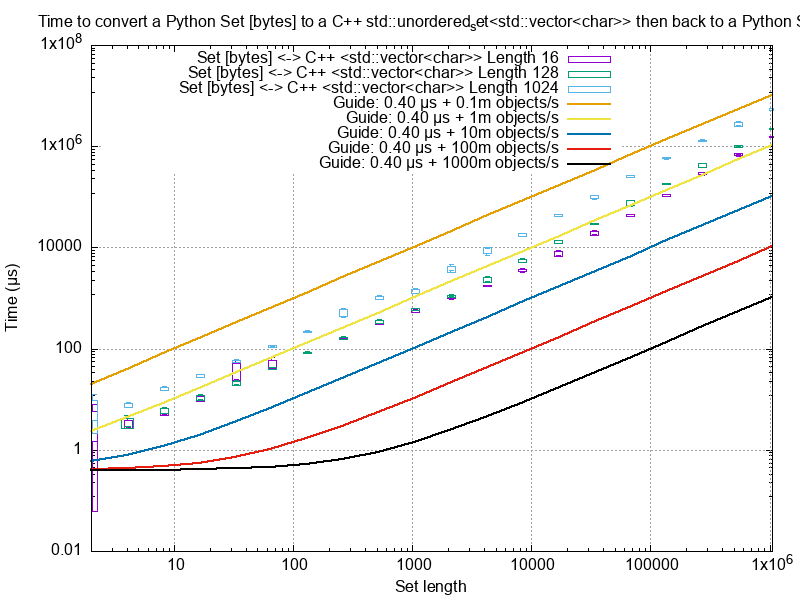 Time to convert a Python Set [bytes] to a C++ std::unordered_set<std::vector<char>> then back to a Python S
1x10^8
Set [bytes] <-> C++ <std::vector<char>> Length 16
Set [bytes] <-> C++ <std::vector<char>> Length 128
Set [bytes] <-> C++ <std::vector<char>> Length 1024
Guide: 0.40 µs + 0.1m objects/s
Guide: 0.40 µs + 1m objects/s
Guide: 0.40 µs + 10m objects/s
Guide: 0.40 µs + 100m objects/s
Guide: 0.40 µs + 1000m objects/s
1x10^6
10000
100
1
0.01
Time (µs)
10 100 1000 10000 100000 1x10^6
Set length